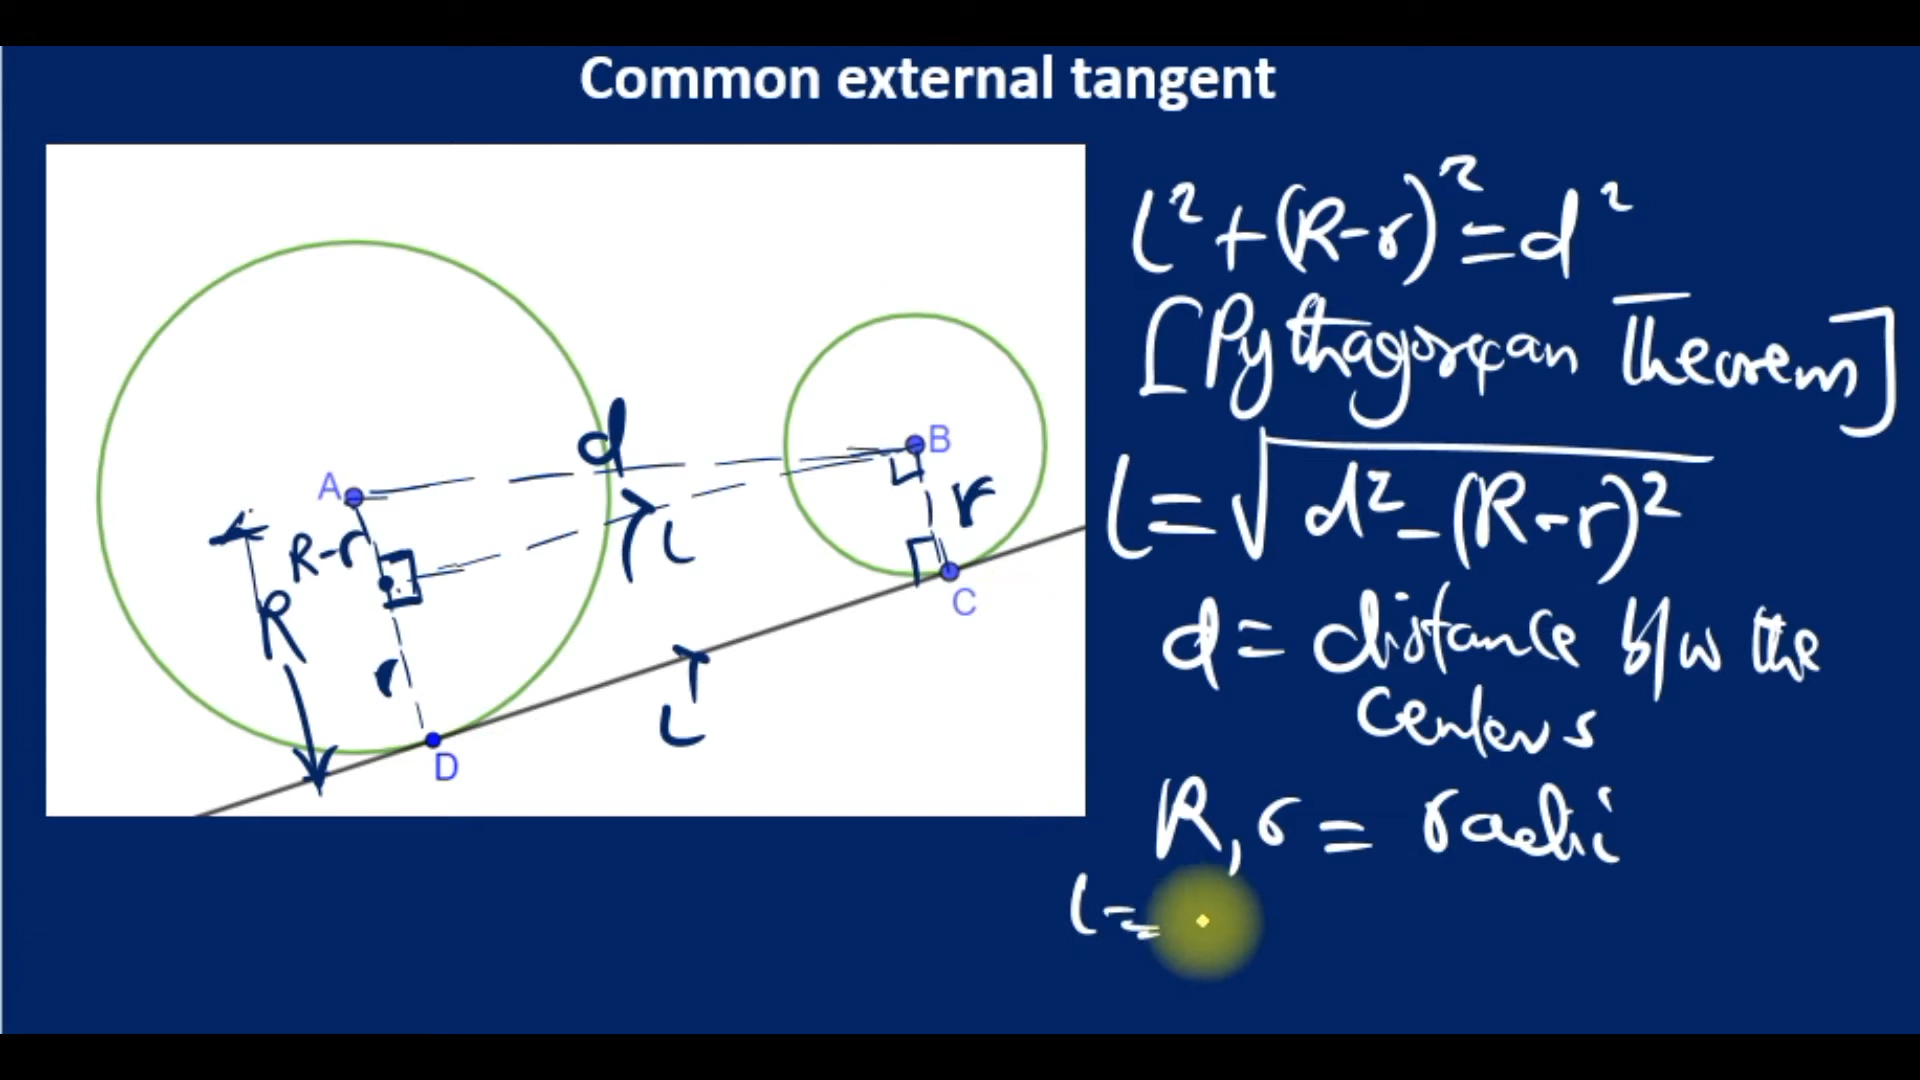 Common external tangent
l²+(R-r)²=d²
[Pythagorean Theorem]
l=√d²-(R-r)²
d= distance b/w the
centers
R,r = radii
l=
A
B
C
D
d
R-r
R
r
r
L
L